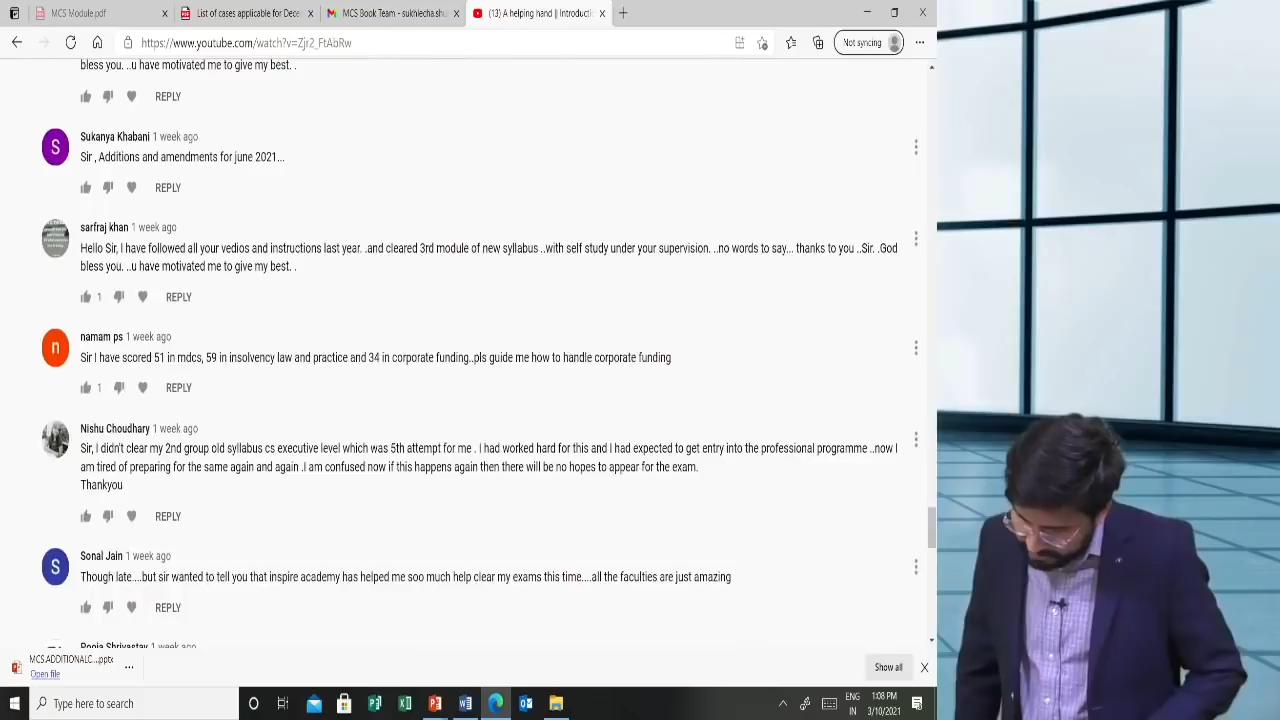 MCS Module.pdf
List of cases applicable for Dece
MCS Book Team - sukhlecha.sh
(13) A helping hand || Introducti
https://www.youtube.com/watch?v=Zjr2_FtAbRw
Not syncing
bless you. ..u have motivated me to give my best. .
REPLY
S
Sukanya Khabani 1 week ago
Sir , Additions and amendments for june 2021...
REPLY
sarfraj khan 1 week ago
Hello Sir, I have followed all your vedios and instructions last year. .and cleared 3rd module of new syllabus ..with self study under your supervision. ..no words to say... thanks to you ..Sir. .God
bless you. ..u have motivated me to give my best. .
1 REPLY
n
namam ps 1 week ago
Sir I have scored 51 in mdcs, 59 in insolvency law and practice and 34 in corporate funding..pls guide me how to handle corporate funding
1 REPLY
Nishu Choudhary 1 week ago
Sir, I didn't clear my 2nd group old syllabus cs executive level which was 5th attempt for me . I had worked hard for this and I had expected to get entry into the professional programme ..now I
am tired of preparing for the same again and again .I am confused now if this happens again then there will be no hopes to appear for the exam.
Thankyou
REPLY
S
Sonal Jain 1 week ago
Though late....but sir wanted to tell you that inspire academy has helped me soo much help clear my exams this time....all the faculties are just amazing
REPLY
Pooja Shrivastav 1 week ago
MCS.ADDITIONALC...pptx
Open file
Show all
Type here to search
ENG
IN
1:08 PM
3/10/2021